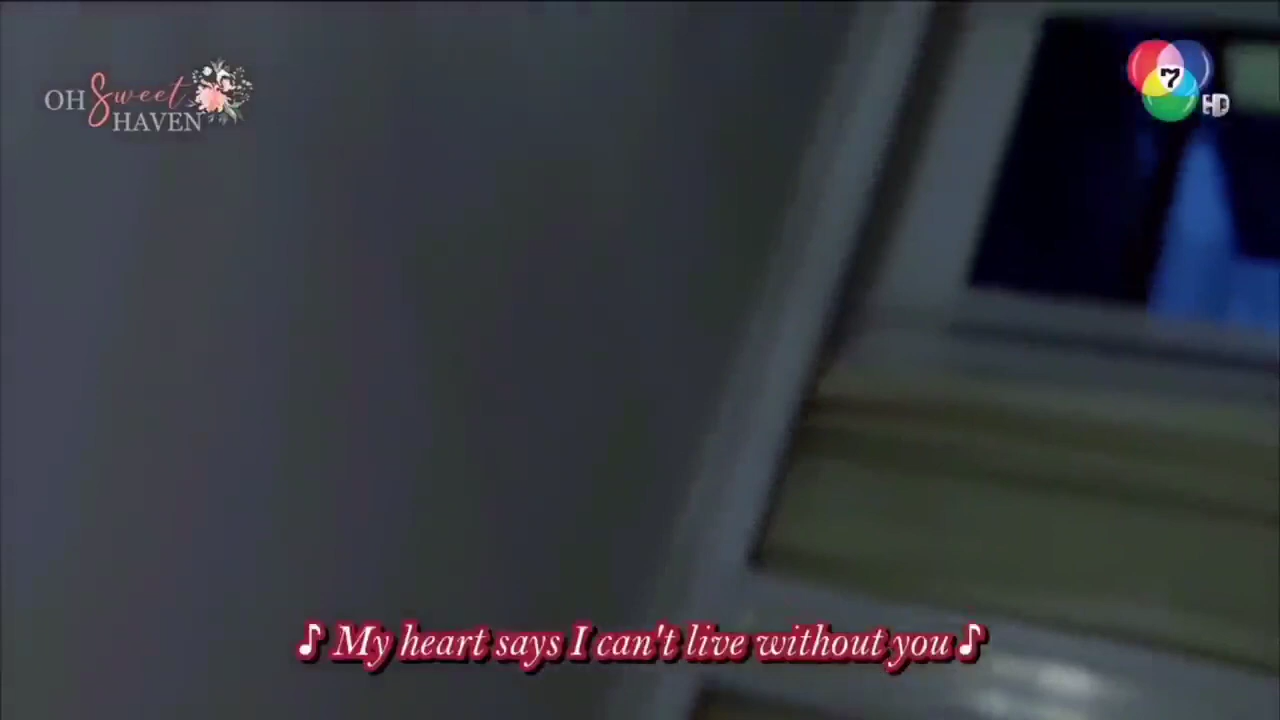 OH Sweet
HAVEN
7
HD
♪ My heart says I can't live without you ♪